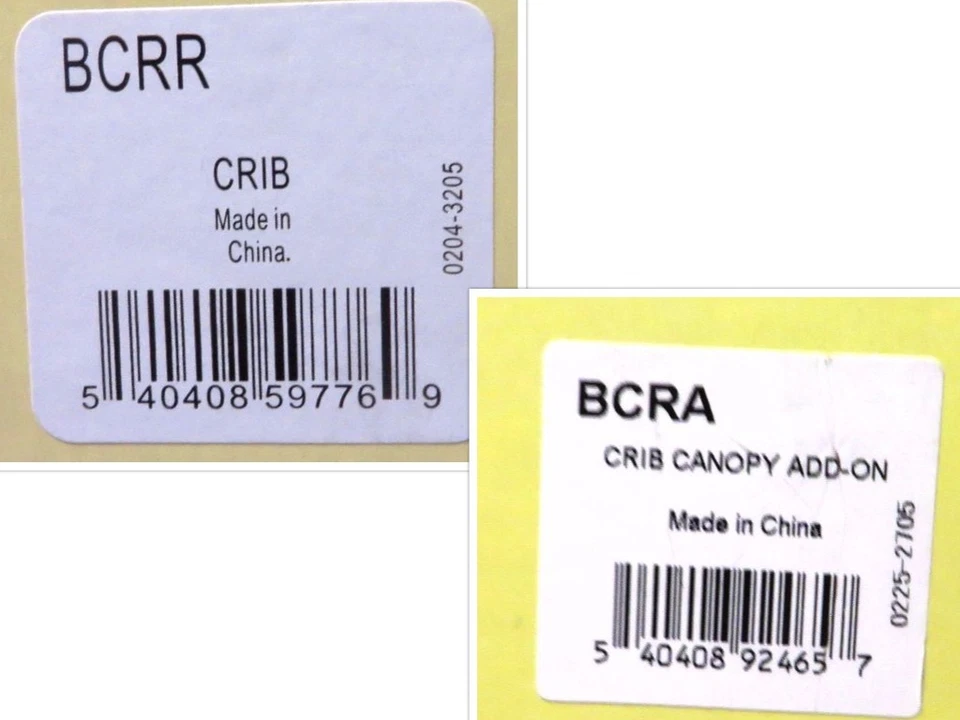 BCRR
CRIB
Made in
China.
0204-3205
5 40408 59776 9
BCRA
CRIB CANOPY ADD-ON
Made in China
0225-2705
5 40408 92465 7